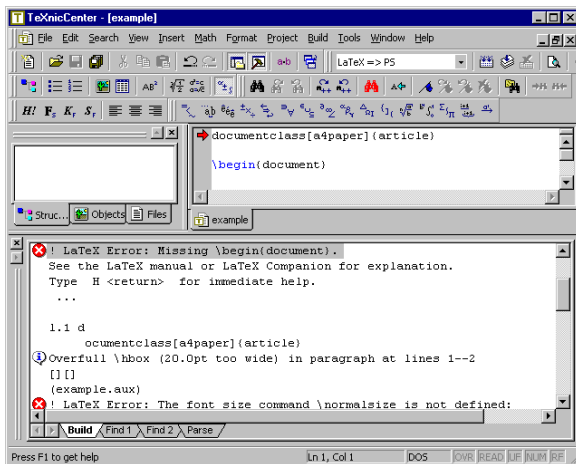 TeXnicCenter - [example]
File Edit Search View Insert Math Format Project Build Tools Window Help
LaTeX => PS
H! F K S
documentclass[a4paper]{article}
\begin{document}
Struc... Objects Files
example
! LaTeX Error: Missing \begin{document}.
See the LaTeX manual or LaTeX Companion for explanation.
Type H <return> for immediate help.
...
l.1 d
ocumentclass[a4paper]{article}
Overfull \hbox (20.0pt too wide) in paragraph at lines 1--2
[][]
(example.aux)
! LaTeX Error: The font size command \normalsize is not defined:
Build Find 1 Find 2 Parse
Press F1 to get help Ln 1, Col 1 DOS OVR READ UF NUM RF